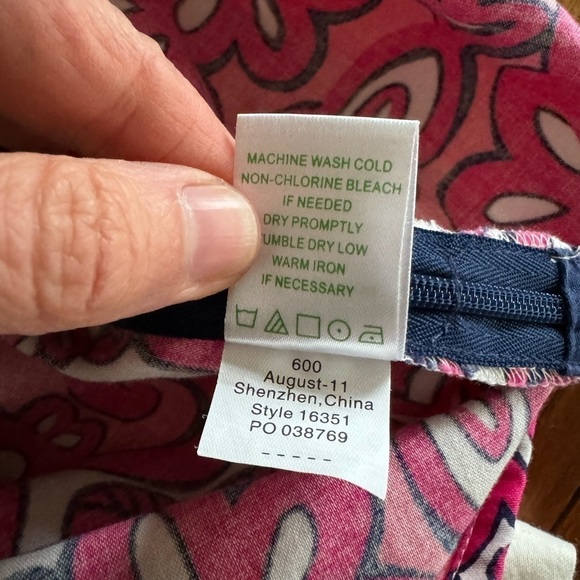 MACHINE WASH COLD
NON-CHLORINE BLEACH
IF NEEDED
DRY PROMPTLY
TUMBLE DRY LOW
WARM IRON
IF NECESSARY
600
August-11
Shenzhen,China
Style 16351
PO 038769
-----